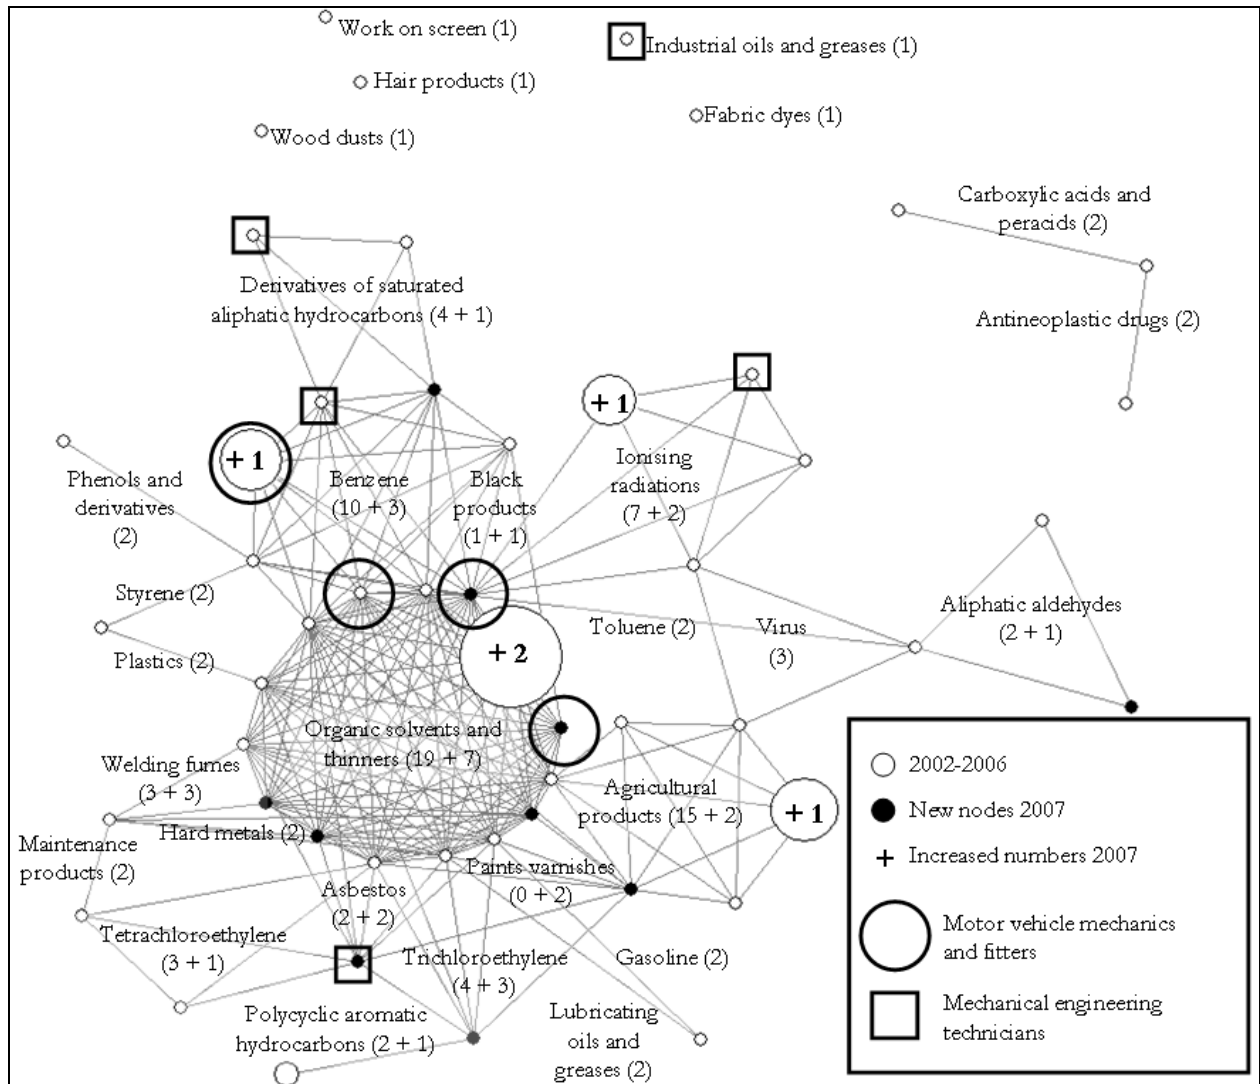 Work on screen (1)
Industrial oils and greases (1)
Hair products (1)
Fabric dyes (1)
Wood dusts (1)
Carboxylic acids and
peracids (2)
Derivatives of saturated
aliphatic hydrocarbons (4 + 1)
Antineoplastic drugs (2)
+ 1
+ 1
Phenols and
derivatives
(2)
Benzene
(10 + 3)
Black
products
(1 + 1)
Ionising
radiations
(7 + 2)
Styrene (2)
Toluene (2)
Virus
(3)
Aliphatic aldehydes
(2 + 1)
+ 2
Plastics (2)
Organic solvents and
thinners (19 + 7)
Welding fumes
(3 + 3)
Agricultural
products (15 + 2)
+ 1
Hard metals (2)
Maintenance
products (2)
Paints varnishes
(0 + 2)
Asbestos
(2 + 2)
Tetrachloroethylene
(3 + 1)
Trichloroethylene
(4 + 3)
Gasoline (2)
Polycyclic aromatic
hydrocarbons (2 + 1)
Lubricating
oils and
greases (2)
2002-2006
New nodes 2007
+ Increased numbers 2007
Motor vehicle mechanics
and fitters
Mechanical engineering
technicians